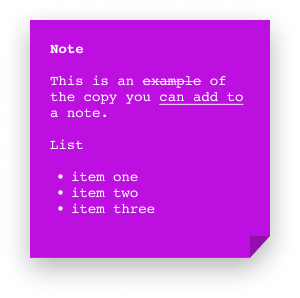 Note
This is an example of
the copy you can add to
a note.
List
• item one
• item two
• item three